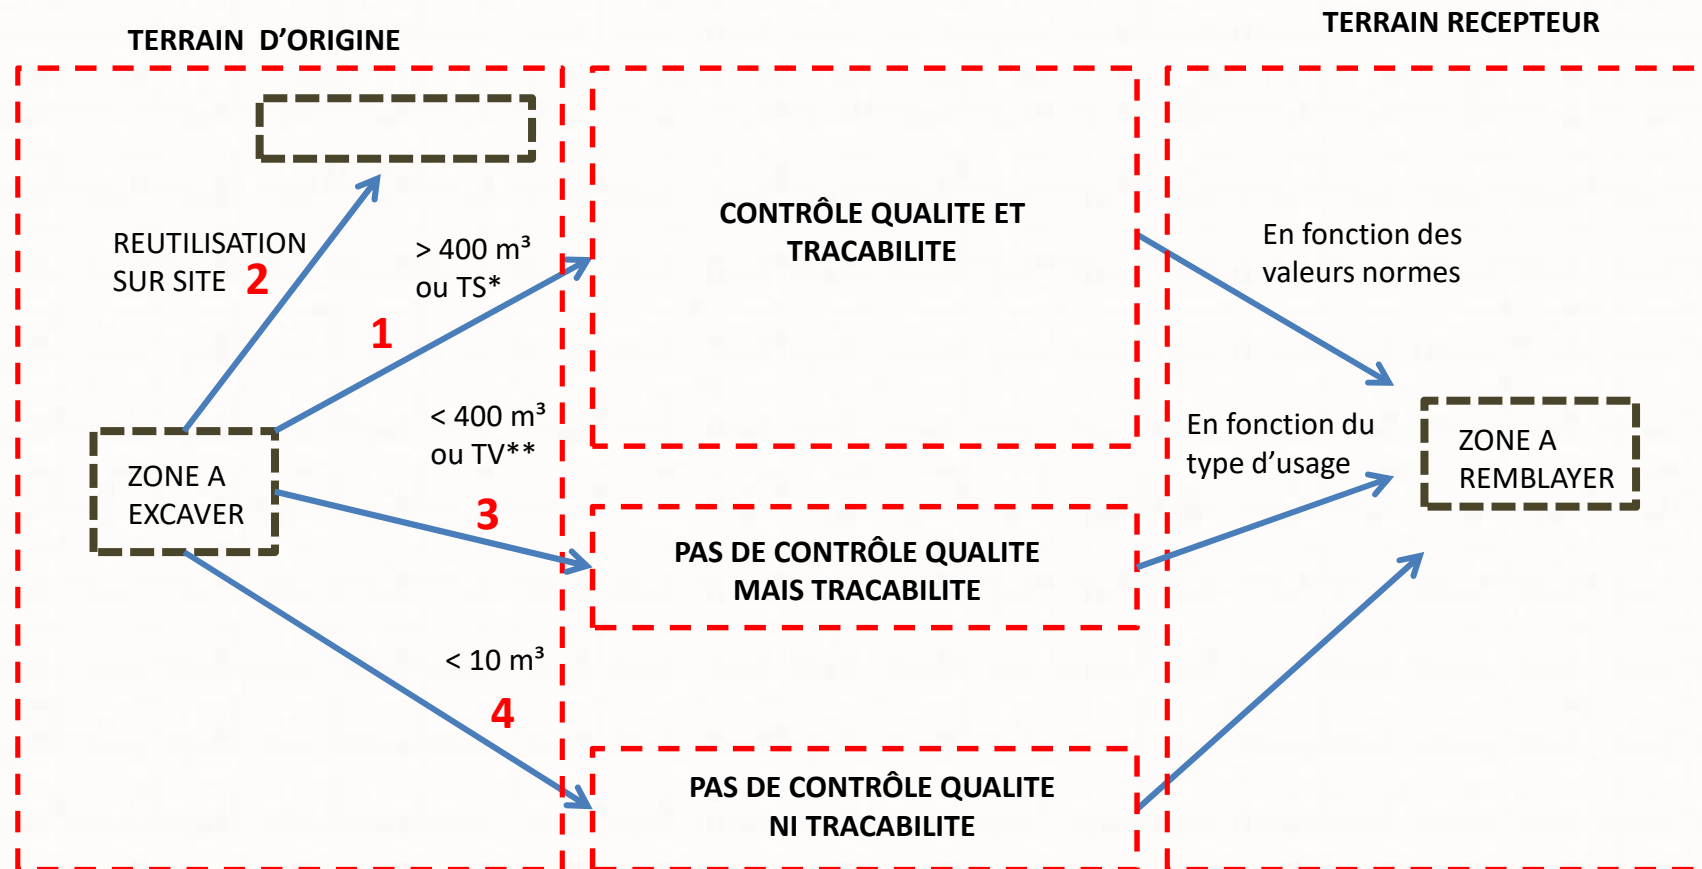 TERRAIN D’ORIGINE
TERRAIN RECEPTEUR
REUTILISATION
SUR SITE 2
> 400 m³
ou TS*
1
CONTRÔLE QUALITE ET
TRACABILITE
En fonction des
valeurs normes
ZONE A
EXCAVER
< 400 m³
ou TV**
3
PAS DE CONTRÔLE QUALITE
MAIS TRACABILITE
En fonction du
type d’usage
ZONE A
REMBLAYER
< 10 m³
4
PAS DE CONTRÔLE QUALITE
NI TRACABILITE